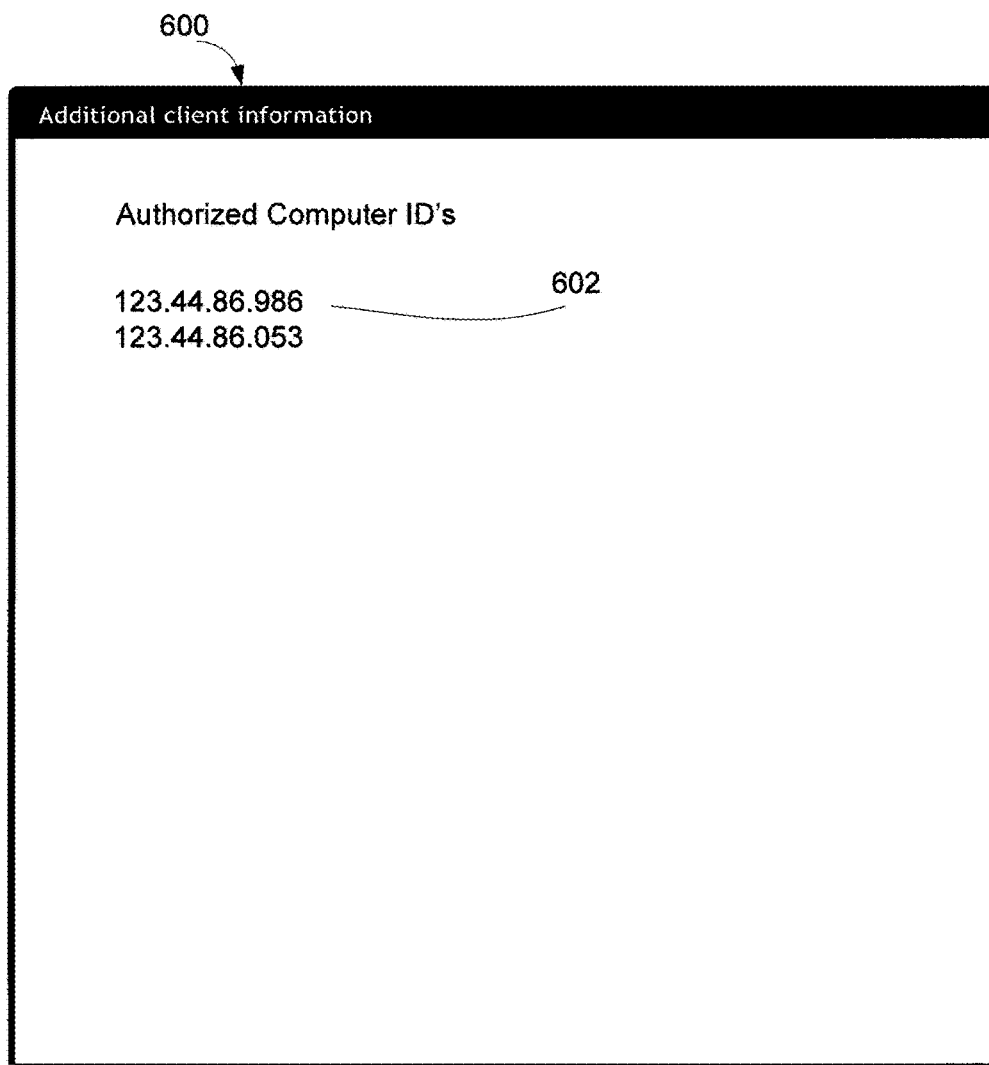 600
Additional client information
Authorized Computer ID's
602
123.44.86.986
123.44.86.053